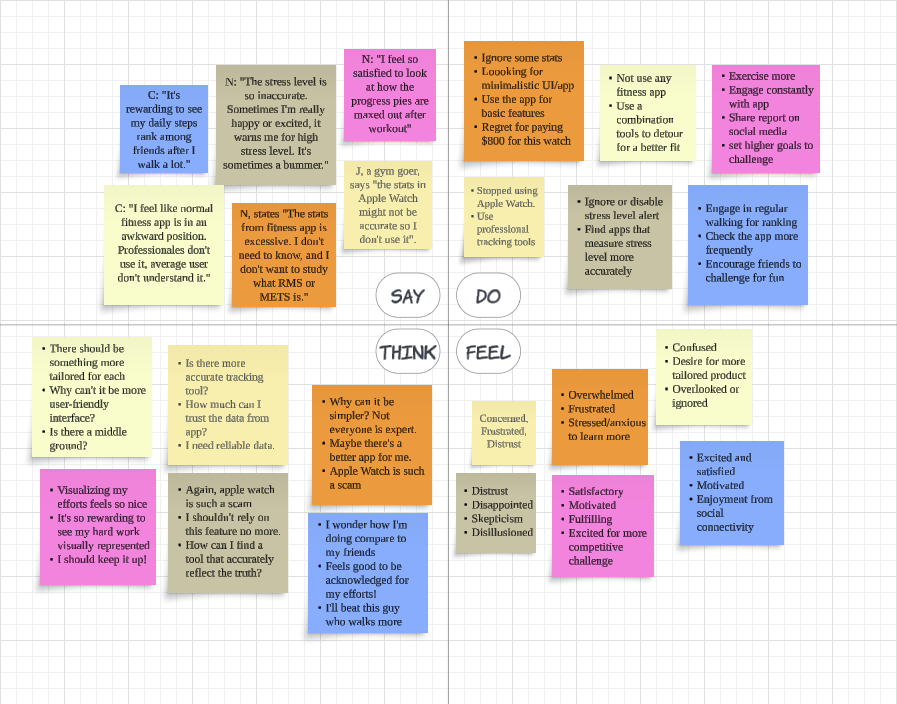 C: "It's
rewarding to see
my daily steps
rank among
friends after I
walk a lot."
N: "The stress level is
so inaccurate.
Sometimes I'm really
happy or excited, it
warns me for high
stress level. It's
sometimes a bummer."
N: "I feel so
satisfied to look
at how the
progress pies are
maxed out after
workout"
C: "I feel like normal
fitness app is in an
awkward position.
Professionales don't
use it, average user
don't understand it."
N, states "The stats
from fitness app is
excessive. I don't
need to know, and I
don't want to study
what RMS or
METS is."
J, a gym goer,
says "the stats in
Apple Watch
might not be
accurate so I
don't use it".
SAY
• Ignore some stats
• Loooking for
minimalistic UI/app
• Use the app for
basic features
• Regret for paying
$800 for this watch
• Not use any
fitness app
• Use a
combination
tools to detour
for a better fit
• Exercise more
• Engage constantly
with app
• Share report on
social media
• set higher goals to
challenge
• Stopped using
Apple Watch.
• Use
professional
tracking tools
• Ignore or disable
stress level alert
• Find apps that
measure stress
level more
accurately
• Engage in regular
walking for ranking
• Check the app more
frequently
• Encourage friends to
challenge for fun
DO
THINK
• There should be
something more
tailored for each
• Why can't it be more
user-friendly
interface?
• Is there a middle
ground?
• Is there more
accurate tracking
tool?
• How much can I
trust the data from
app?
• I need reliable data.
• Why can it be
simpler? Not
everyone is expert.
• Maybe there's a
better app for me.
• Apple Watch is such
a scam
• Visualizing my
efforts feels so nice
• It's so rewarding to
see my hard work
visually represented
• I should keep it up!
• Again, apple watch
is such a scam
• I shouldn't rely on
this feature no more.
• How can I find a
tool that accurately
reflect the truth?
• I wonder how I'm
doing compare to
my friends
• Feels good to be
acknowledged for
my efforts!
• I'll beat this guy
who walks more
FEEL
Concerned,
Frustrated,
Distrust
• Overwhelmed
• Frustrated
• Stressed/anxious
to learn more
• Confused
• Desire for more
tailored product
• Overlooked or
ignored
• Distrust
• Disappointed
• Skepticism
• Disillusioned
• Satisfactory
• Motivated
• Fulfilling
• Excited for more
competitive
challenge
• Excited and
satisfied
• Motivated
• Enjoyment from
social
connectivity